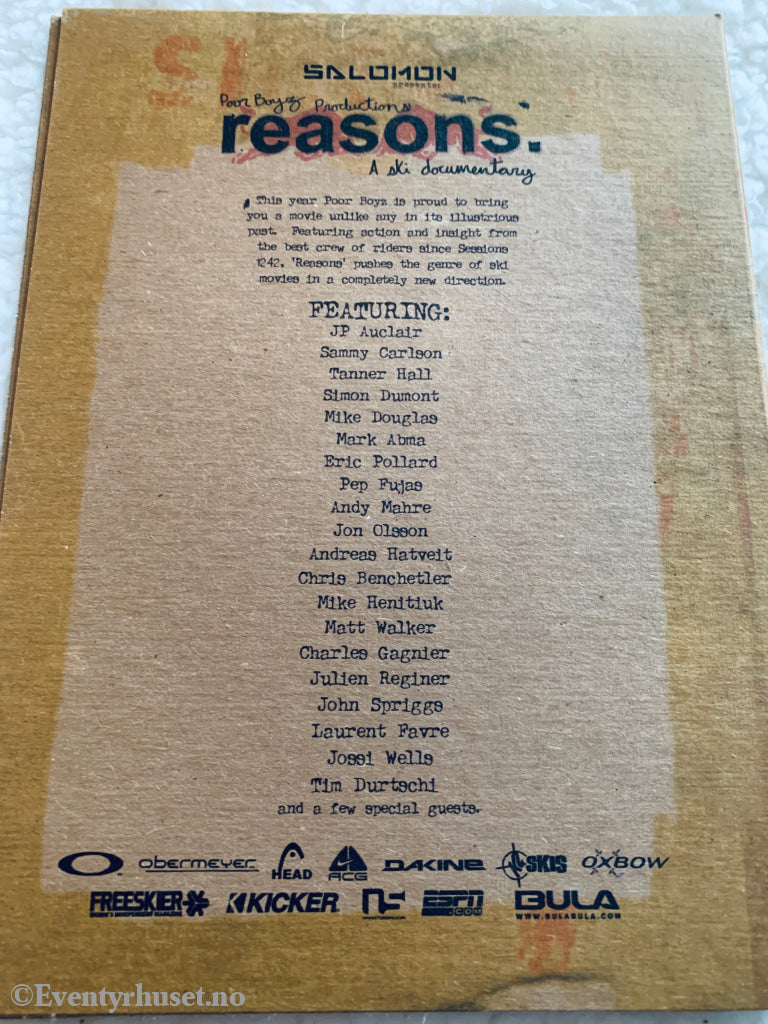 SALOMON
presents:
Poor Boyz Productions
reasons.
A ski documentary
This year Poor Boyz is proud to bring
you a movie unlike any in its illustrious
past. Featuring action and insight from
the best crew of riders since Sessions
1242, 'Reasons' pushes the genre of ski
movies in a completely new direction.
FEATURING:
JP Auclair
Sammy Carlson
Tanner Hall
Simon Dumont
Mike Douglas
Mark Abma
Eric Pollard
Pep Fujas
Andy Mahre
Jon Olsson
Andreas Hatveit
Chris Benchetler
Mike Henitiuk
Matt Walker
Charles Gagnier
Julien Reginer
John Spriggs
Laurent Favre
Jossi Wells
Tim Durtschi
and a few special guests.
OBERMEYER HEAD ACG DAKINE SKIS OXBOW
FREESKIER KICKER NS ESPN.COM BULA
WWW.BULABULA.COM
©Eventyrhuset.no